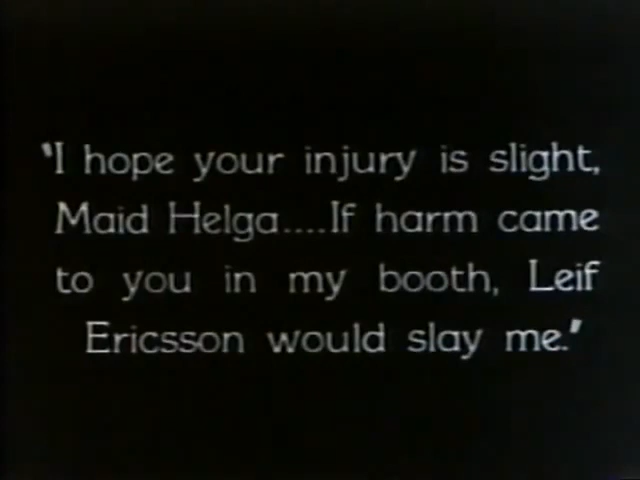 "I hope your injury is slight,
Maid Helga....If harm came
to you in my booth, Leif
Ericsson would slay me."